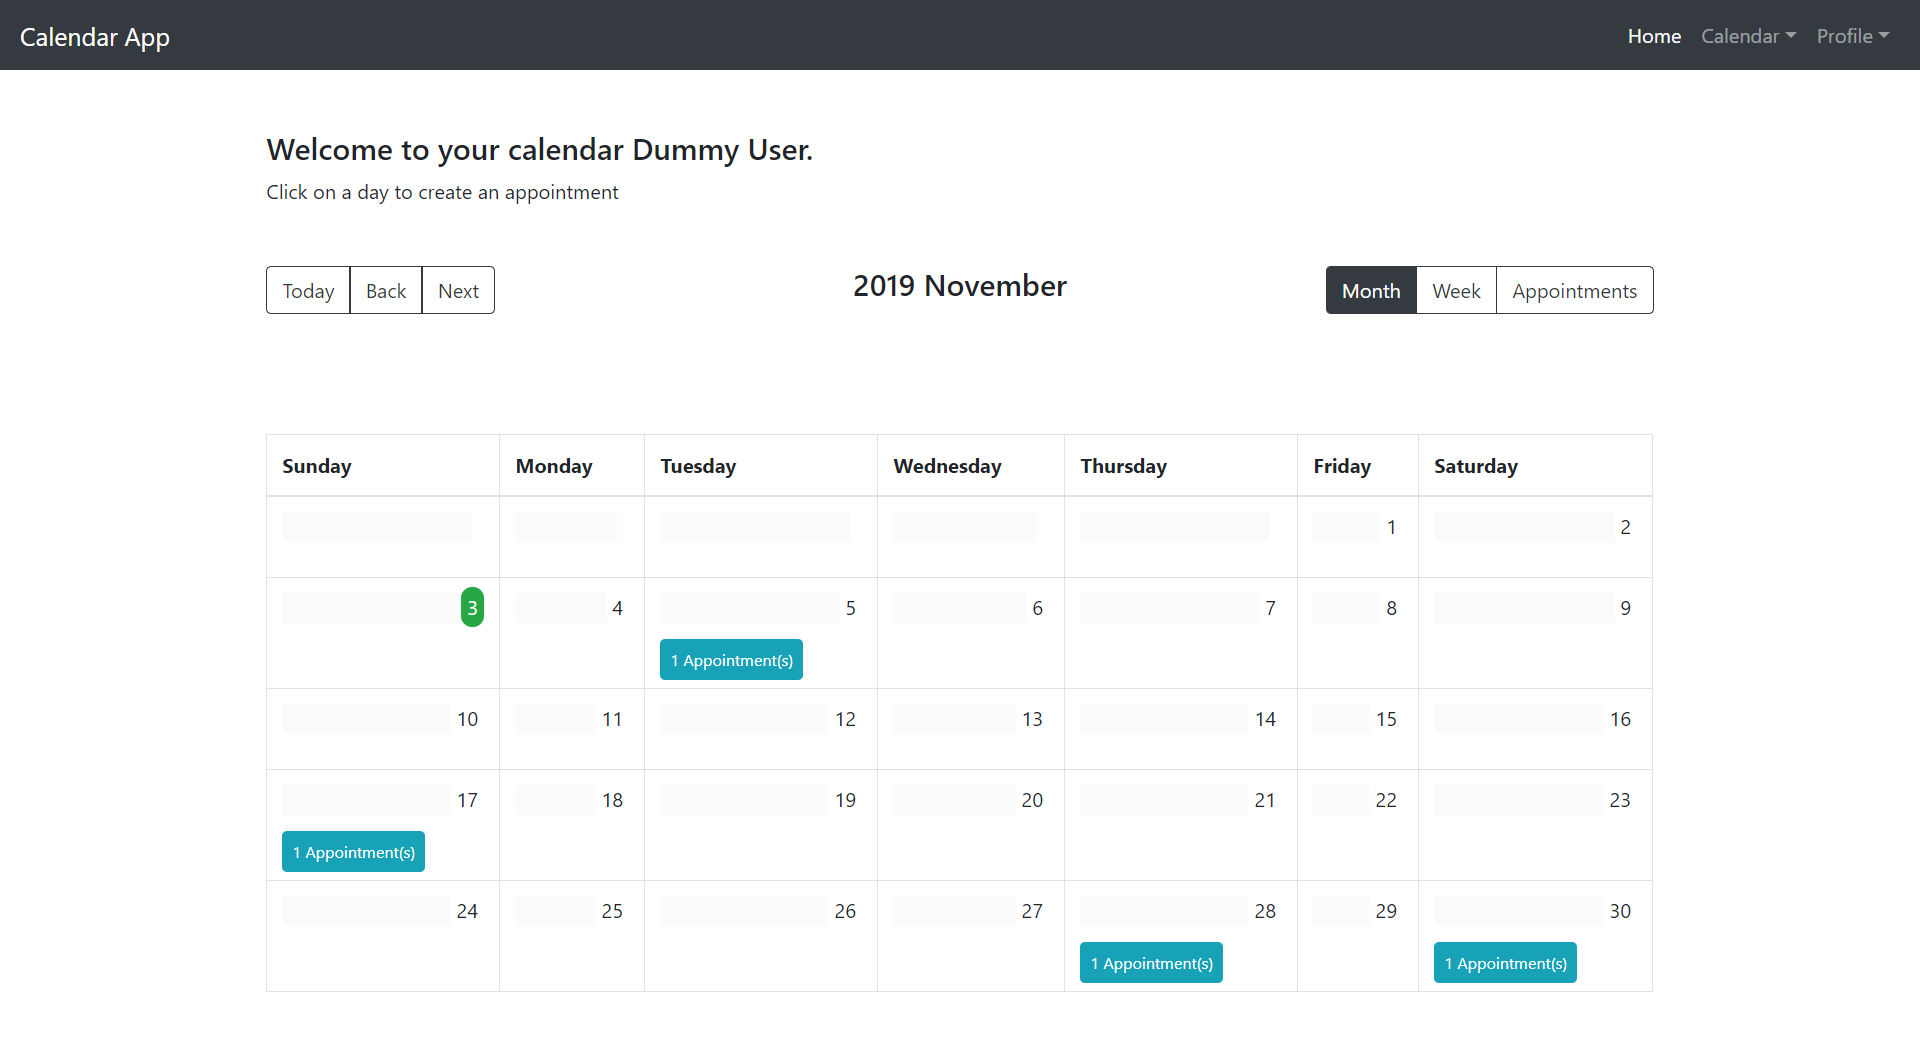 Calendar App Home Calendar Profile
Welcome to your calendar Dummy User.
Click on a day to create an appointment
Today Back Next 2019 November Month Week Appointments
Sunday Monday Tuesday Wednesday Thursday Friday Saturday
1 2
3 4 5 6 7 8 9
1 Appointment(s)
10 11 12 13 14 15 16
17 18 19 20 21 22 23
1 Appointment(s)
24 25 26 27 28 29 30
1 Appointment(s) 1 Appointment(s)